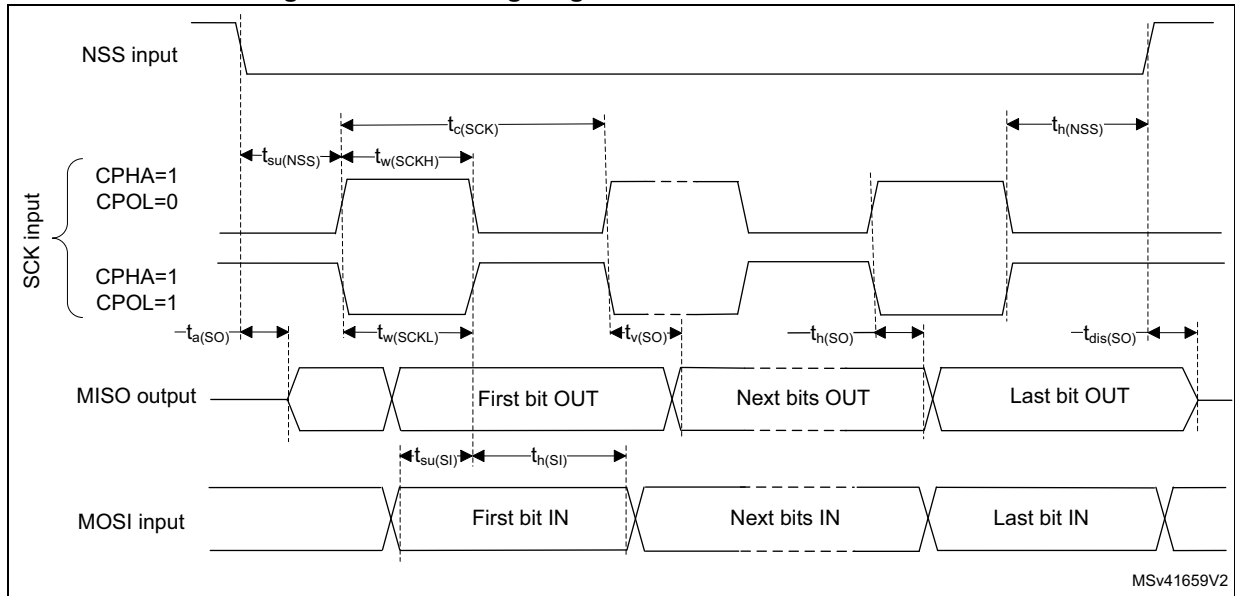 NSS input
tc(SCK)
th(NSS)
tsu(NSS)
tw(SCKH)
SCK input
CPHA=1
CPOL=0
CPHA=1
CPOL=1
ta(SO)
tw(SCKL)
tv(SO)
th(SO)
tdis(SO)
MISO output
First bit OUT
Next bits OUT
Last bit OUT
tsu(SI)
th(SI)
MOSI input
First bit IN
Next bits IN
Last bit IN
MSv41659V2